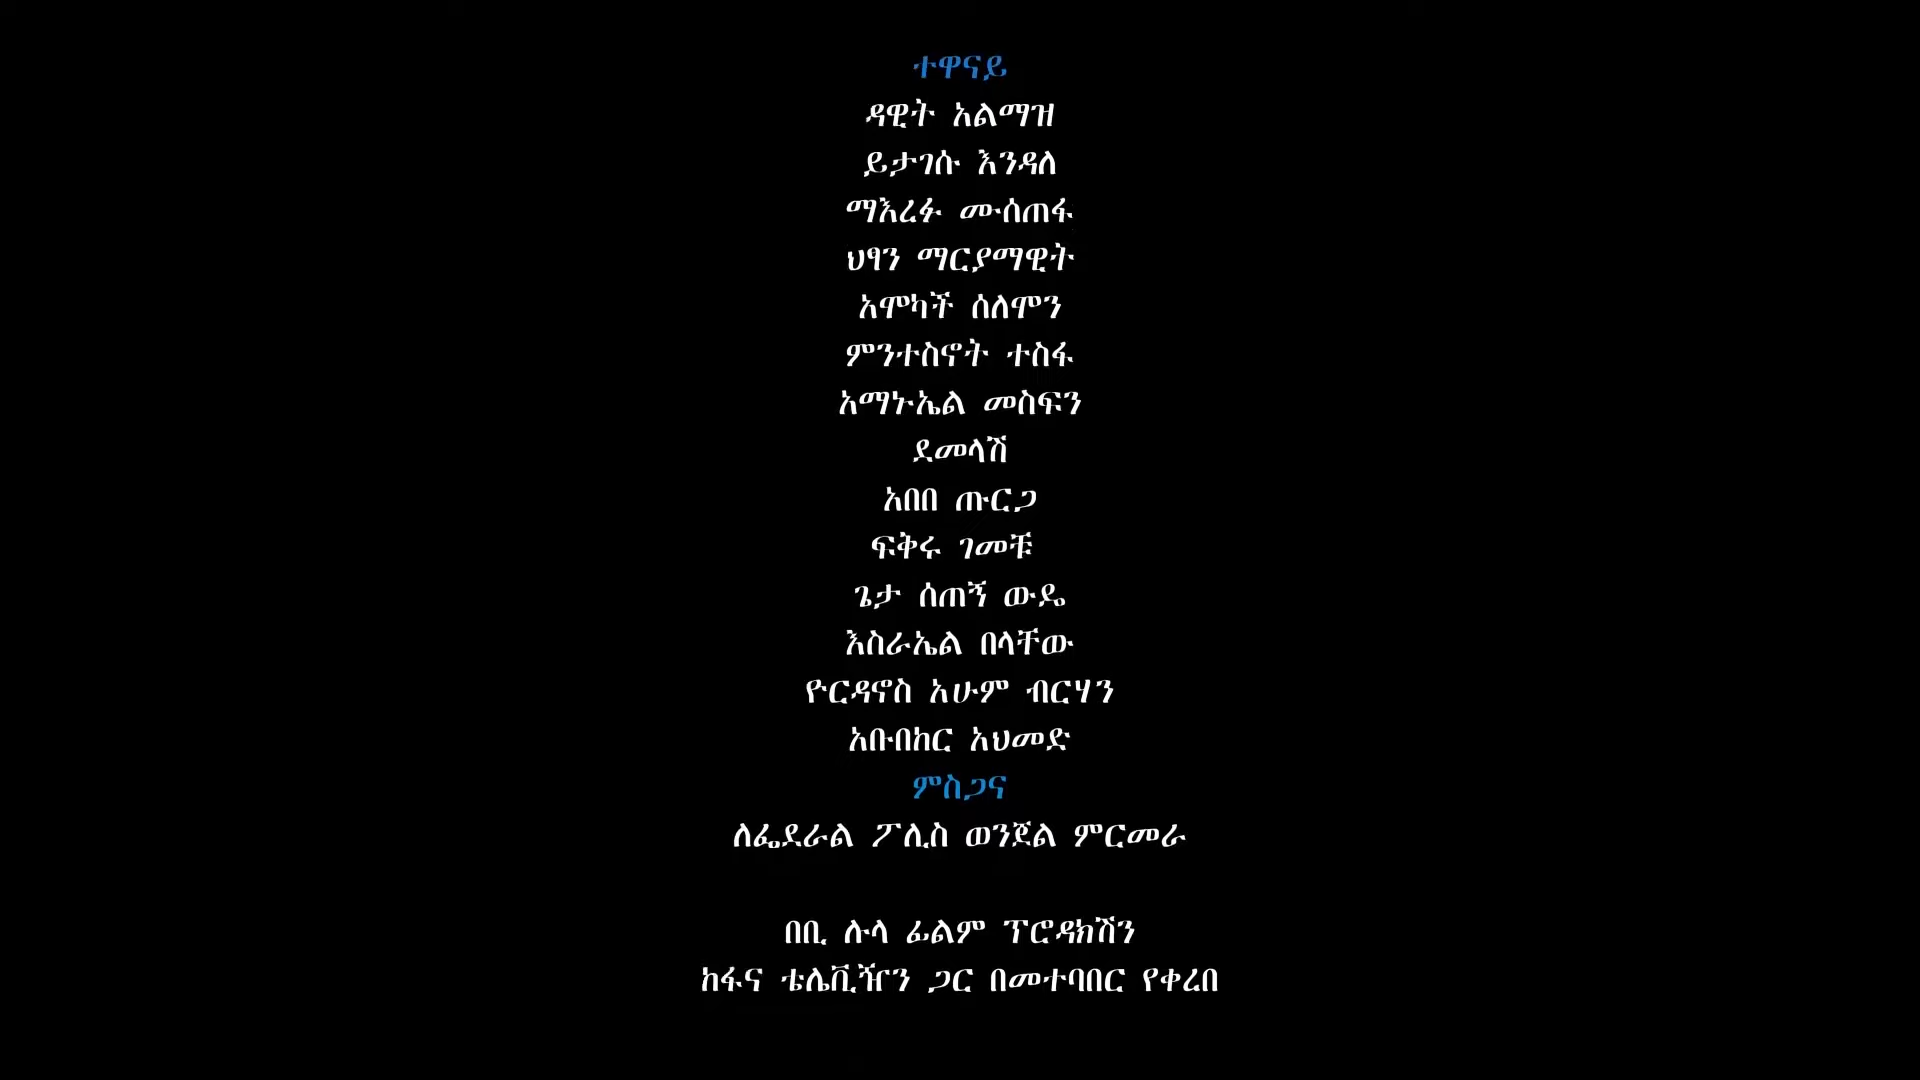 ተዋናይ
ዳዊት አልማዝ
ይታገሱ እንዳለ
ማእረፉ ሙሰጠፋ
ህፃን ማርያማዊት
አሞካች ሰለሞን
ምንተስኖት ተስፋ
አማኑኤል መስፍን
ደመላሽ
አበበ ጡርጋ
ፍቅሩ ገመቹ
ጌታ ሰጠኝ ውዴ
እስራኤል በላቸው
ዮርዳኖስ አሁም ብርሃን
አቡበከር አህመድ
ምስጋና
ለፌደራል ፖሊስ ወንጀል ምርመራ
በቢ ሉላ ፊልም ፕሮዳክሽን
ከፋና ቴሌቪዥን ጋር በመተባበር የቀረበ